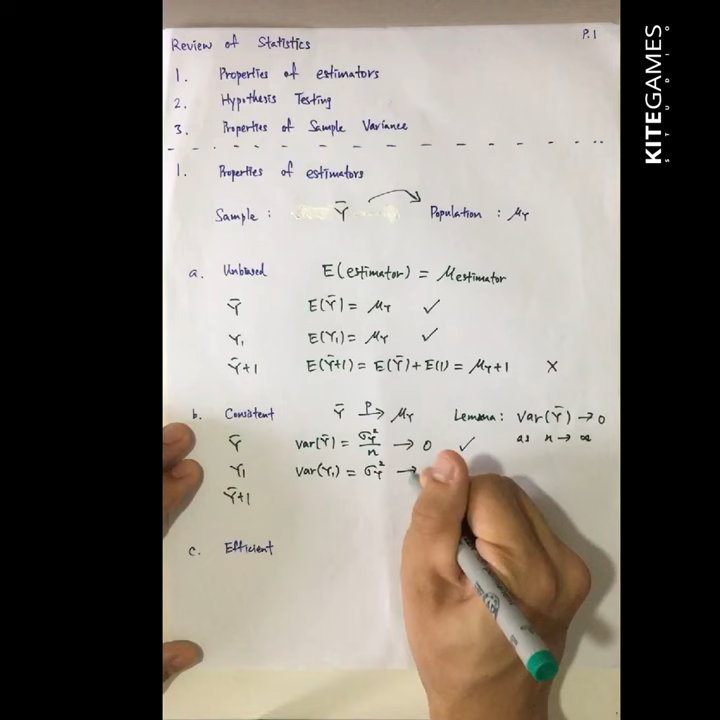 Review of Statistics P.1
1. Properties of estimators
2. Hypothesis Testing
3. Properties of Sample Variance
1. Properties of estimators
Sample : Ȳ Population : μY
a. Unbiased E(estimator) = μestimator
Ȳ E(Ȳ) = μY ✓
Y₁ E(Y₁) = μY ✓
Ȳ+1 E(Ȳ+1) = E(Ȳ) + E(1) = μY + 1 ×
b. Consistent Ȳ P→ μY Lemma : Var(Ȳ) → 0
as n → ∞
Ȳ var(Ȳ) = σY²/n → 0 ✓
Y₁ var(Y₁) = σY² →
Ȳ+1
c. Efficient
KITEGAMES
STUDIO